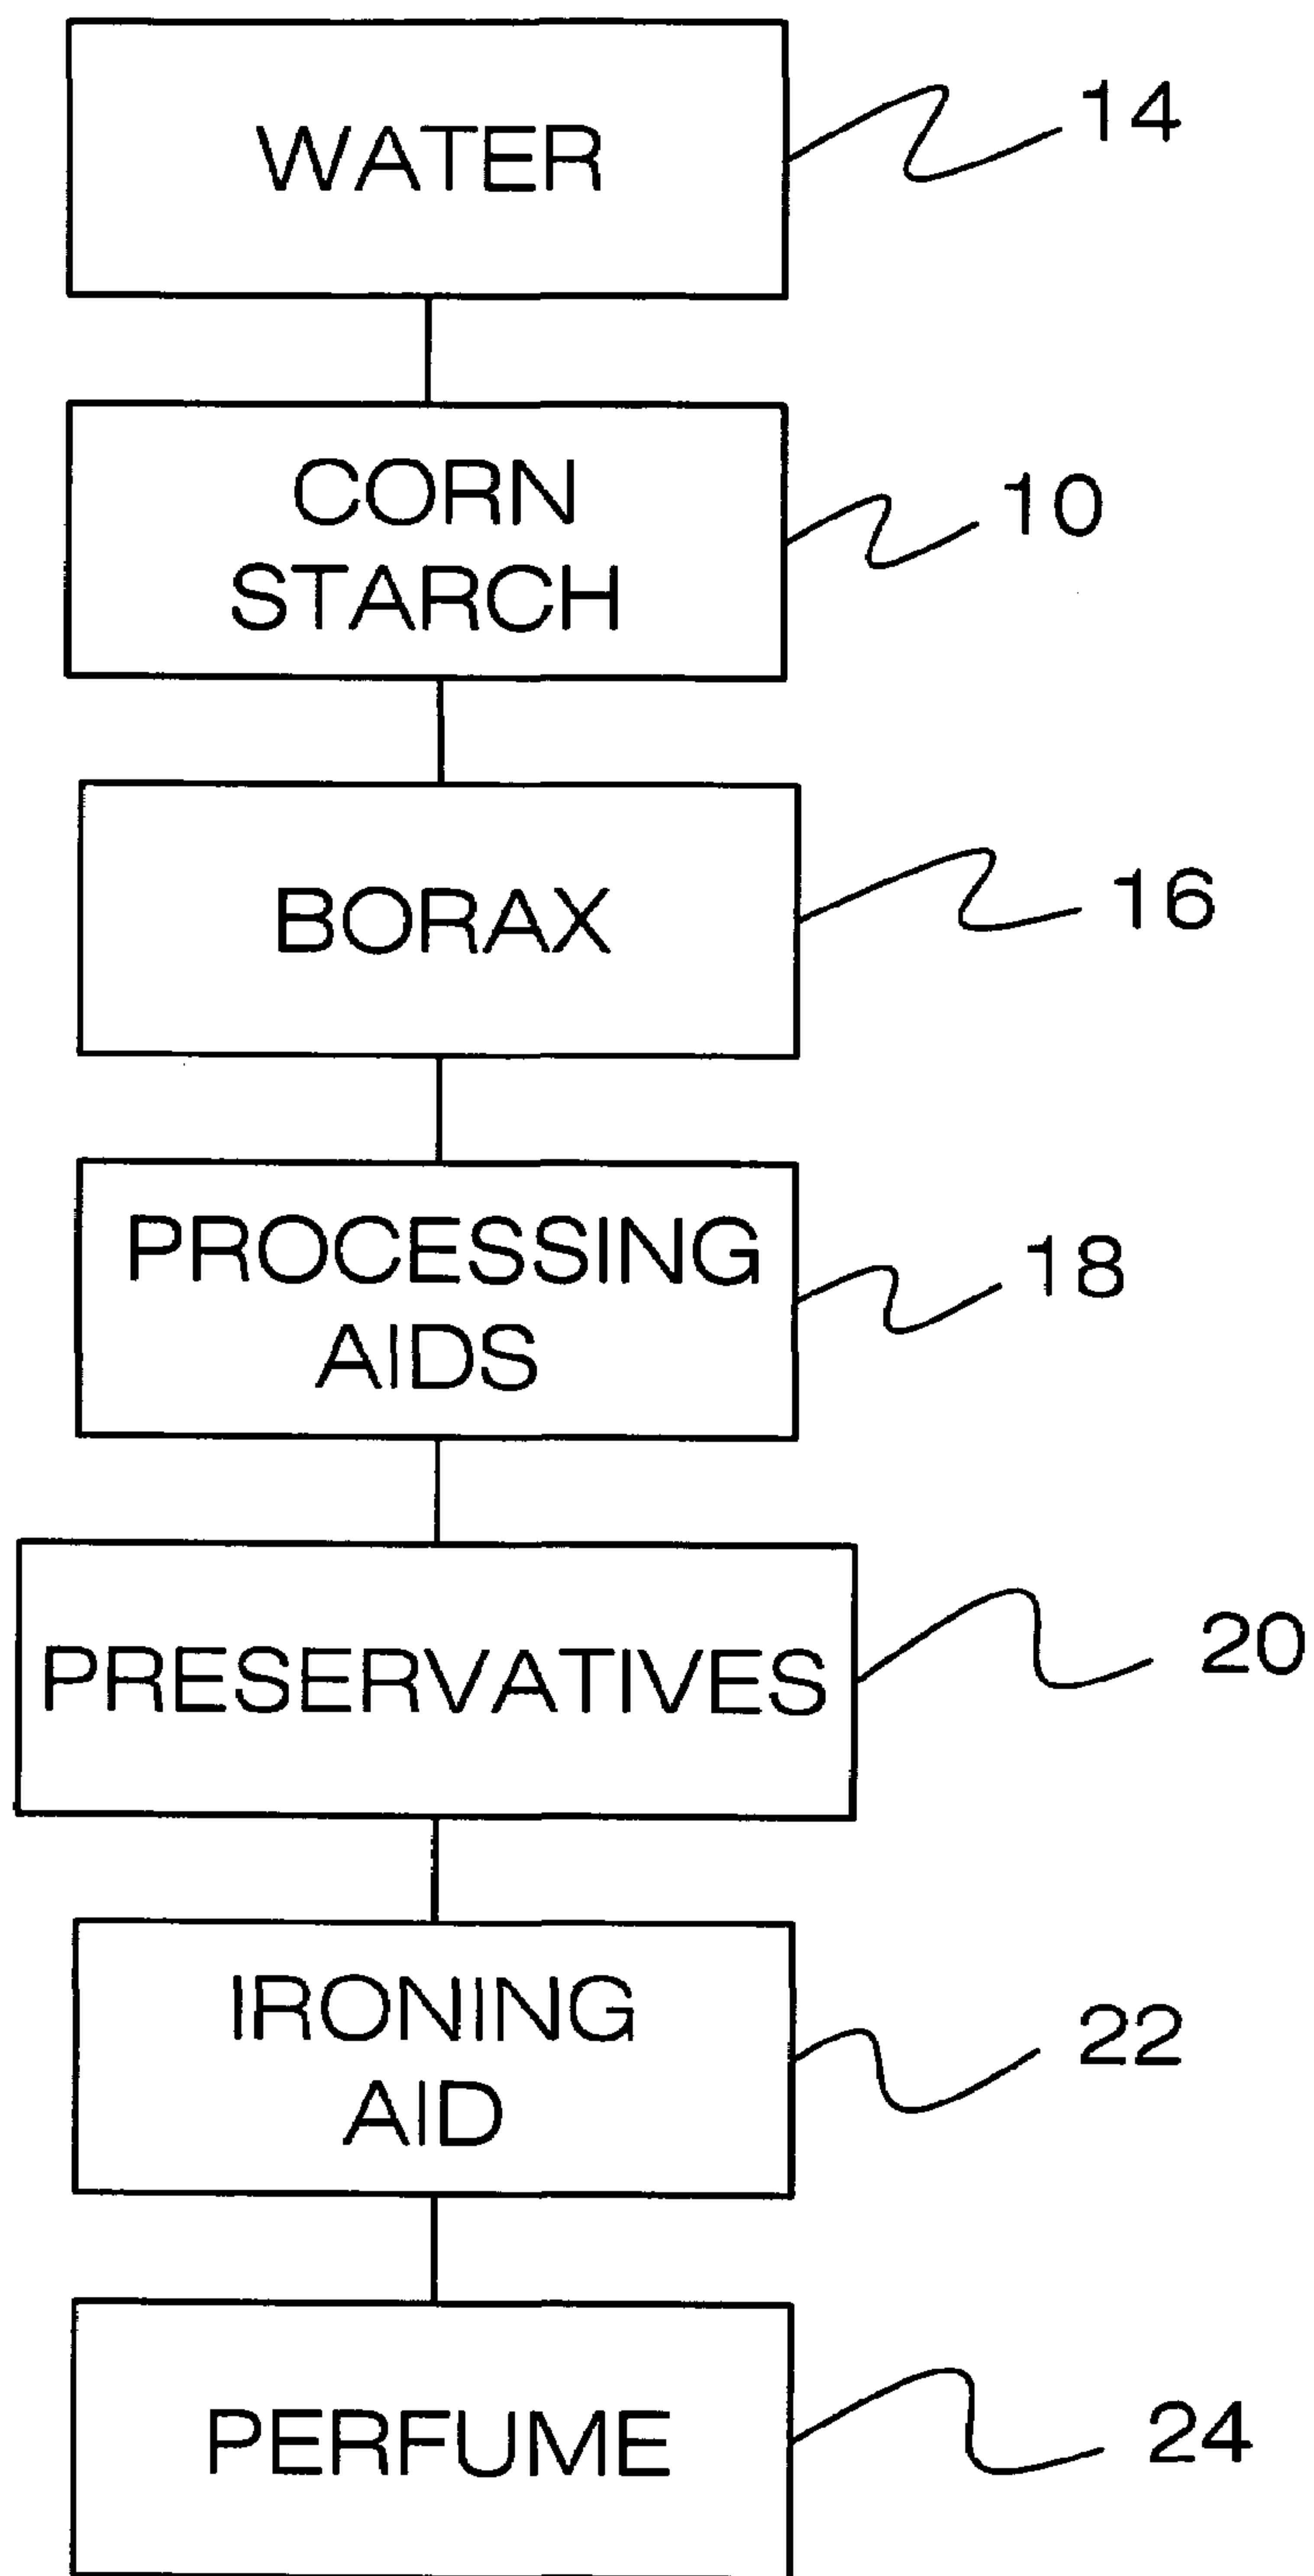 WATER
14
CORN
STARCH
10
BORAX
16
PROCESSING
AIDS
18
PRESERVATIVES
20
IRONING
AID
22
PERFUME
24